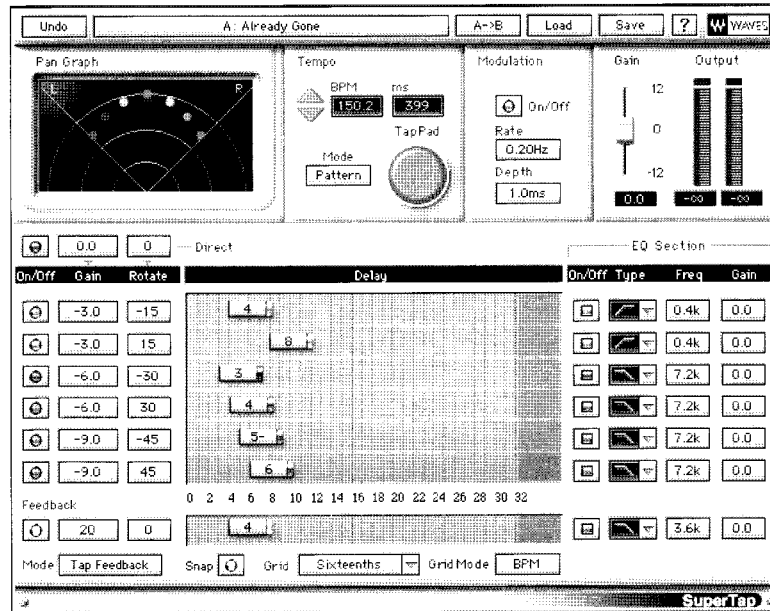 Undo A: Already Gone A->B Load Save ? WAVES
Pan Graph Tempo Modulation Gain Output
L R BPM ms
150.2 399 On/Off 12
TapPad Rate
0.20Hz 0
Mode
Pattern Depth
1.0ms -12
0.0 -∞ -∞
0.0 0 Direct EQ Section
On/Off Gain Rotate Delay On/Off Type Freq Gain
-3.0 -15 4 0.4k 0.0
-3.0 15 8 0.4k 0.0
-6.0 -30 3 7.2k 0.0
-6.0 30 4 7.2k 0.0
-9.0 -45 5- 7.2k 0.0
-9.0 45 6 7.2k 0.0
0 2 4 6 8 10 12 14 16 18 20 22 24 26 28 30 32
Feedback
20 0 4 3.6k 0.0
Mode Tap Feedback Snap Grid Sixteenths Grid Mode BPM
SuperTap